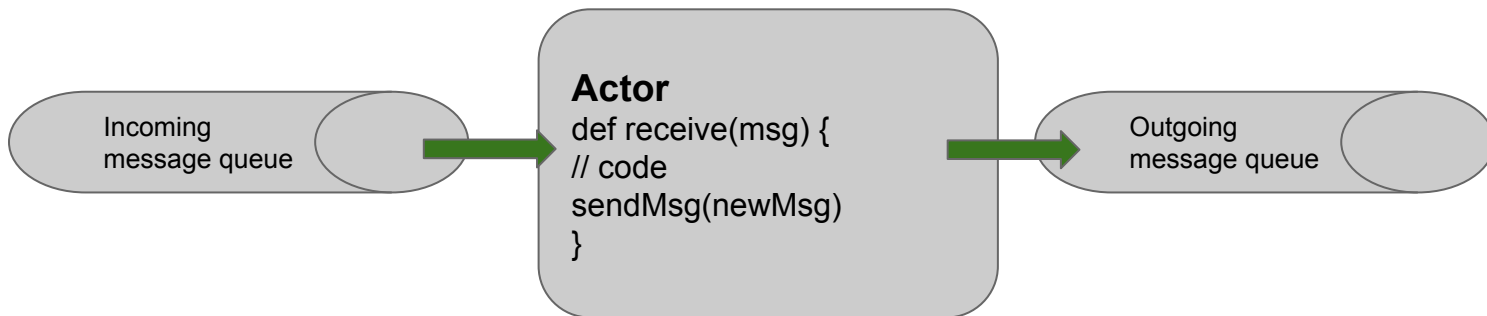 Incoming
message queue
Actor
def receive(msg) {
// code
sendMsg(newMsg)
}
Outgoing
message queue